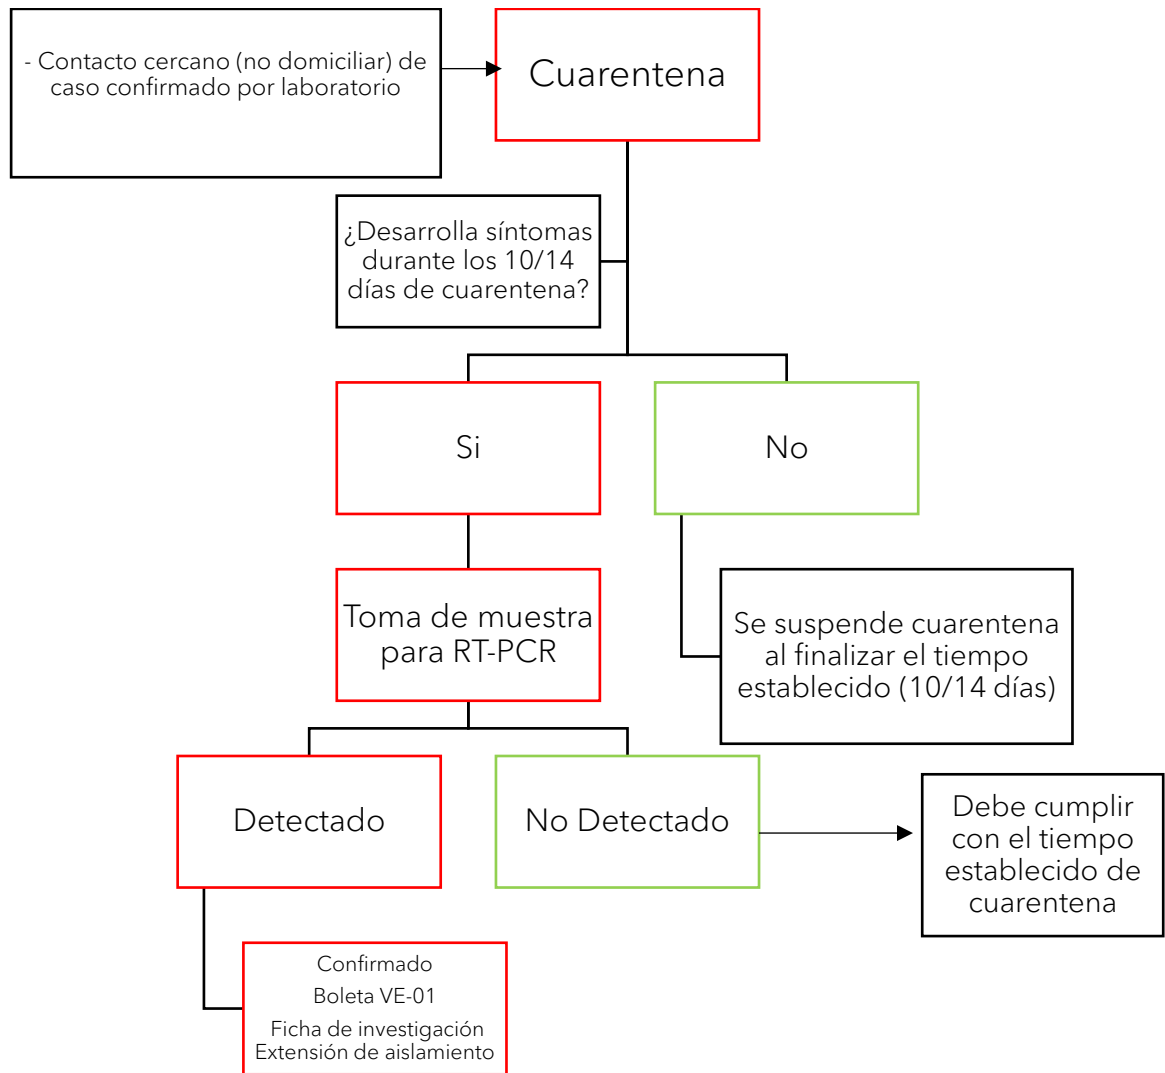 - Contacto cercano (no domiciliar) de
caso confirmado por laboratorio
Cuarentena
¿Desarrolla síntomas
durante los 10/14
días de cuarentena?
Si
No
Toma de muestra
para RT-PCR
Se suspende cuarentena
al finalizar el tiempo
establecido (10/14 días)
Detectado
No Detectado
Debe cumplir
con el tiempo
establecido de
cuarentena
Confirmado
Boleta VE-01
Ficha de investigación
Extensión de aislamiento